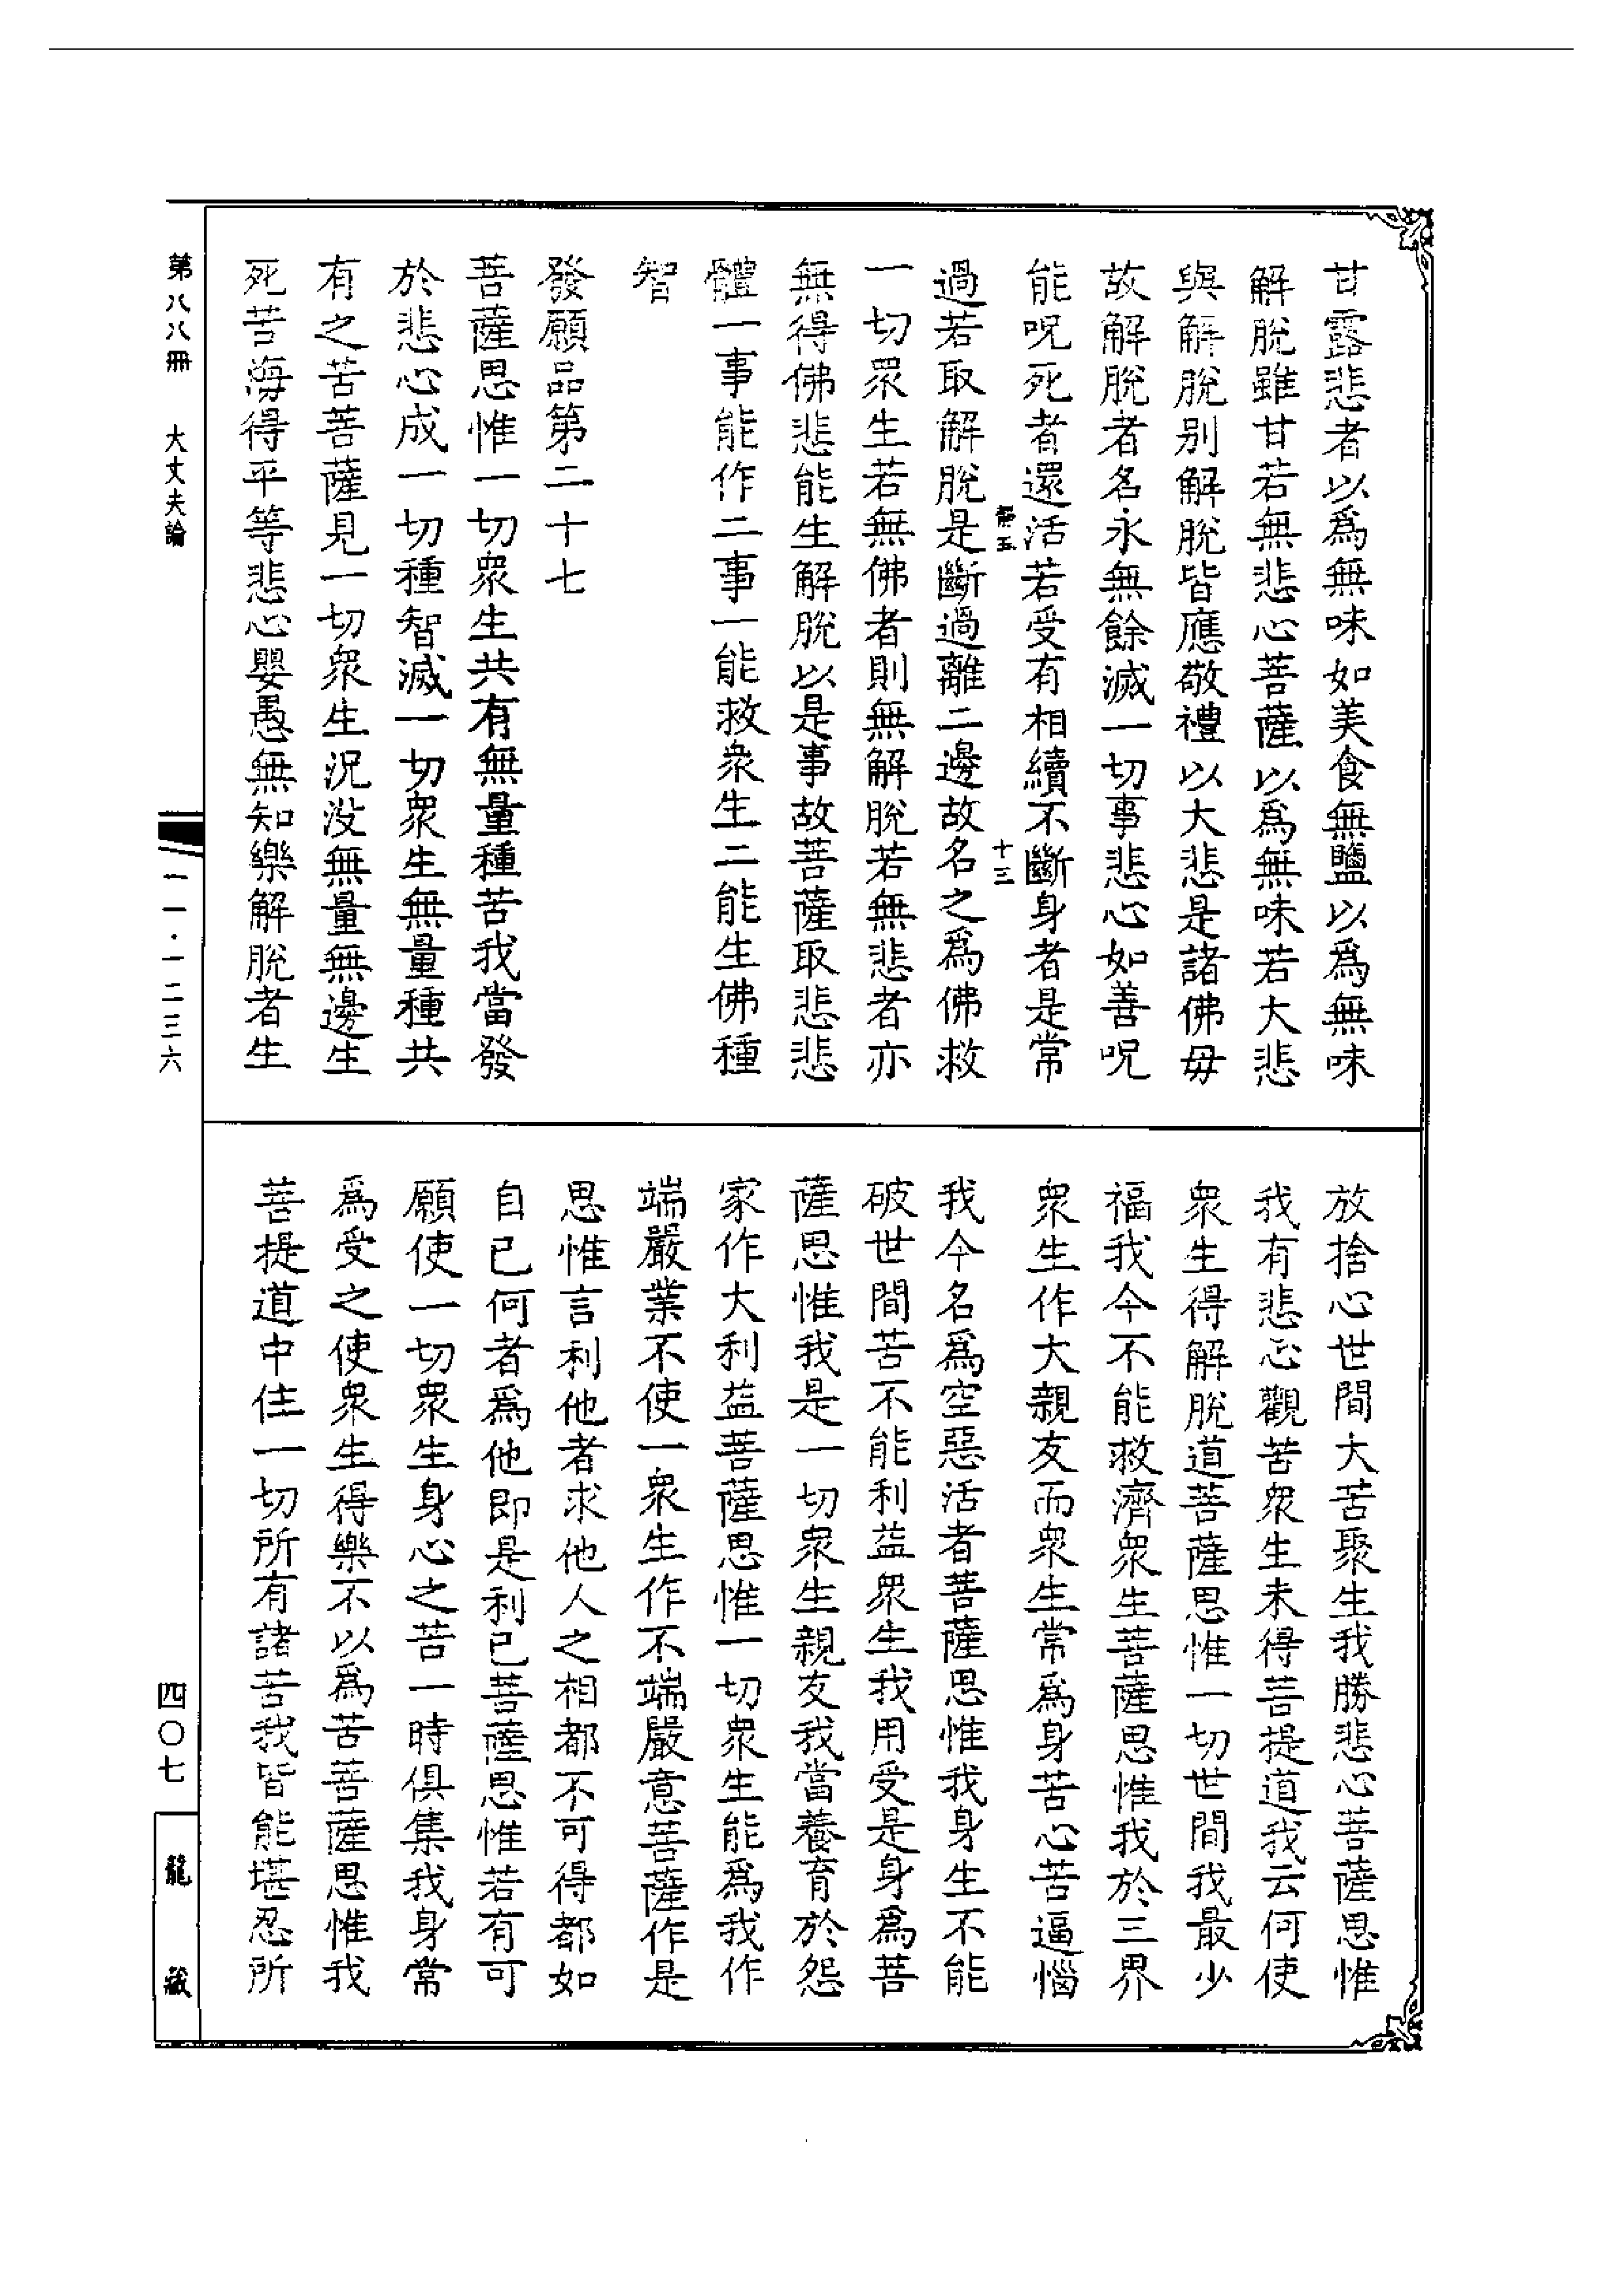 甘露悲者以爲無味如美食無鹽以爲無味
解脫雖甘若無悲心菩薩以爲無味若大悲
與解脫別解脫皆應敬禮以大悲是諸佛毋
故解脫者名永無餘滅一切事悲心如善呪
能呪死者還活若受有相續不斷身者是常
五
十三
過若取解脫是斷過離二邊故名之爲佛救
一切眾生若無佛者則無解脫若無悲者亦
無得佛悲能生解脫以是事故菩薩取悲悲
體一事能作二事一能救眾生二能生佛種
智
發願品第二十七
菩薩思惟一切眾生共有無量種苦我當發
於悲心成一切種智滅一切眾生無量種共
有之苦菩薩見一切眾生況沒無量無邊生
死苦海得平等悲心嬰愚無知樂解脫者生
放捨心世間大苦聚生我勝悲心菩薩思惟
我有悲心觀苦眾生未得菩提道我云何使
眾生得解脫道菩薩思惟一切世間我最少
福我今不能救濟眾生菩薩思惟我於三界
眾生作大親友而眾生常爲身苦心苦逼惱
我今名爲空惡活者菩薩思惟我身生不能
破世間苦不能利益眾生我用受是身爲菩
薩思惟我是一切眾生親友我當養育於怨
家作大利益菩薩思惟一切眾生能爲我作
端嚴業不使一眾生作不端嚴意菩薩作是
思惟言利他者求他人之相都不可得都如
自已何者爲他他即是利已菩薩思惟若有可
願使一切眾生身心之苦一時俱集我身常
爲受之使眾生得樂不以爲苦菩薩思惟我
菩提道中住一切所有諸苦我皆能堪忍所
第八八冊 大丈夫論
一一·一二三六
四〇七
龍藏